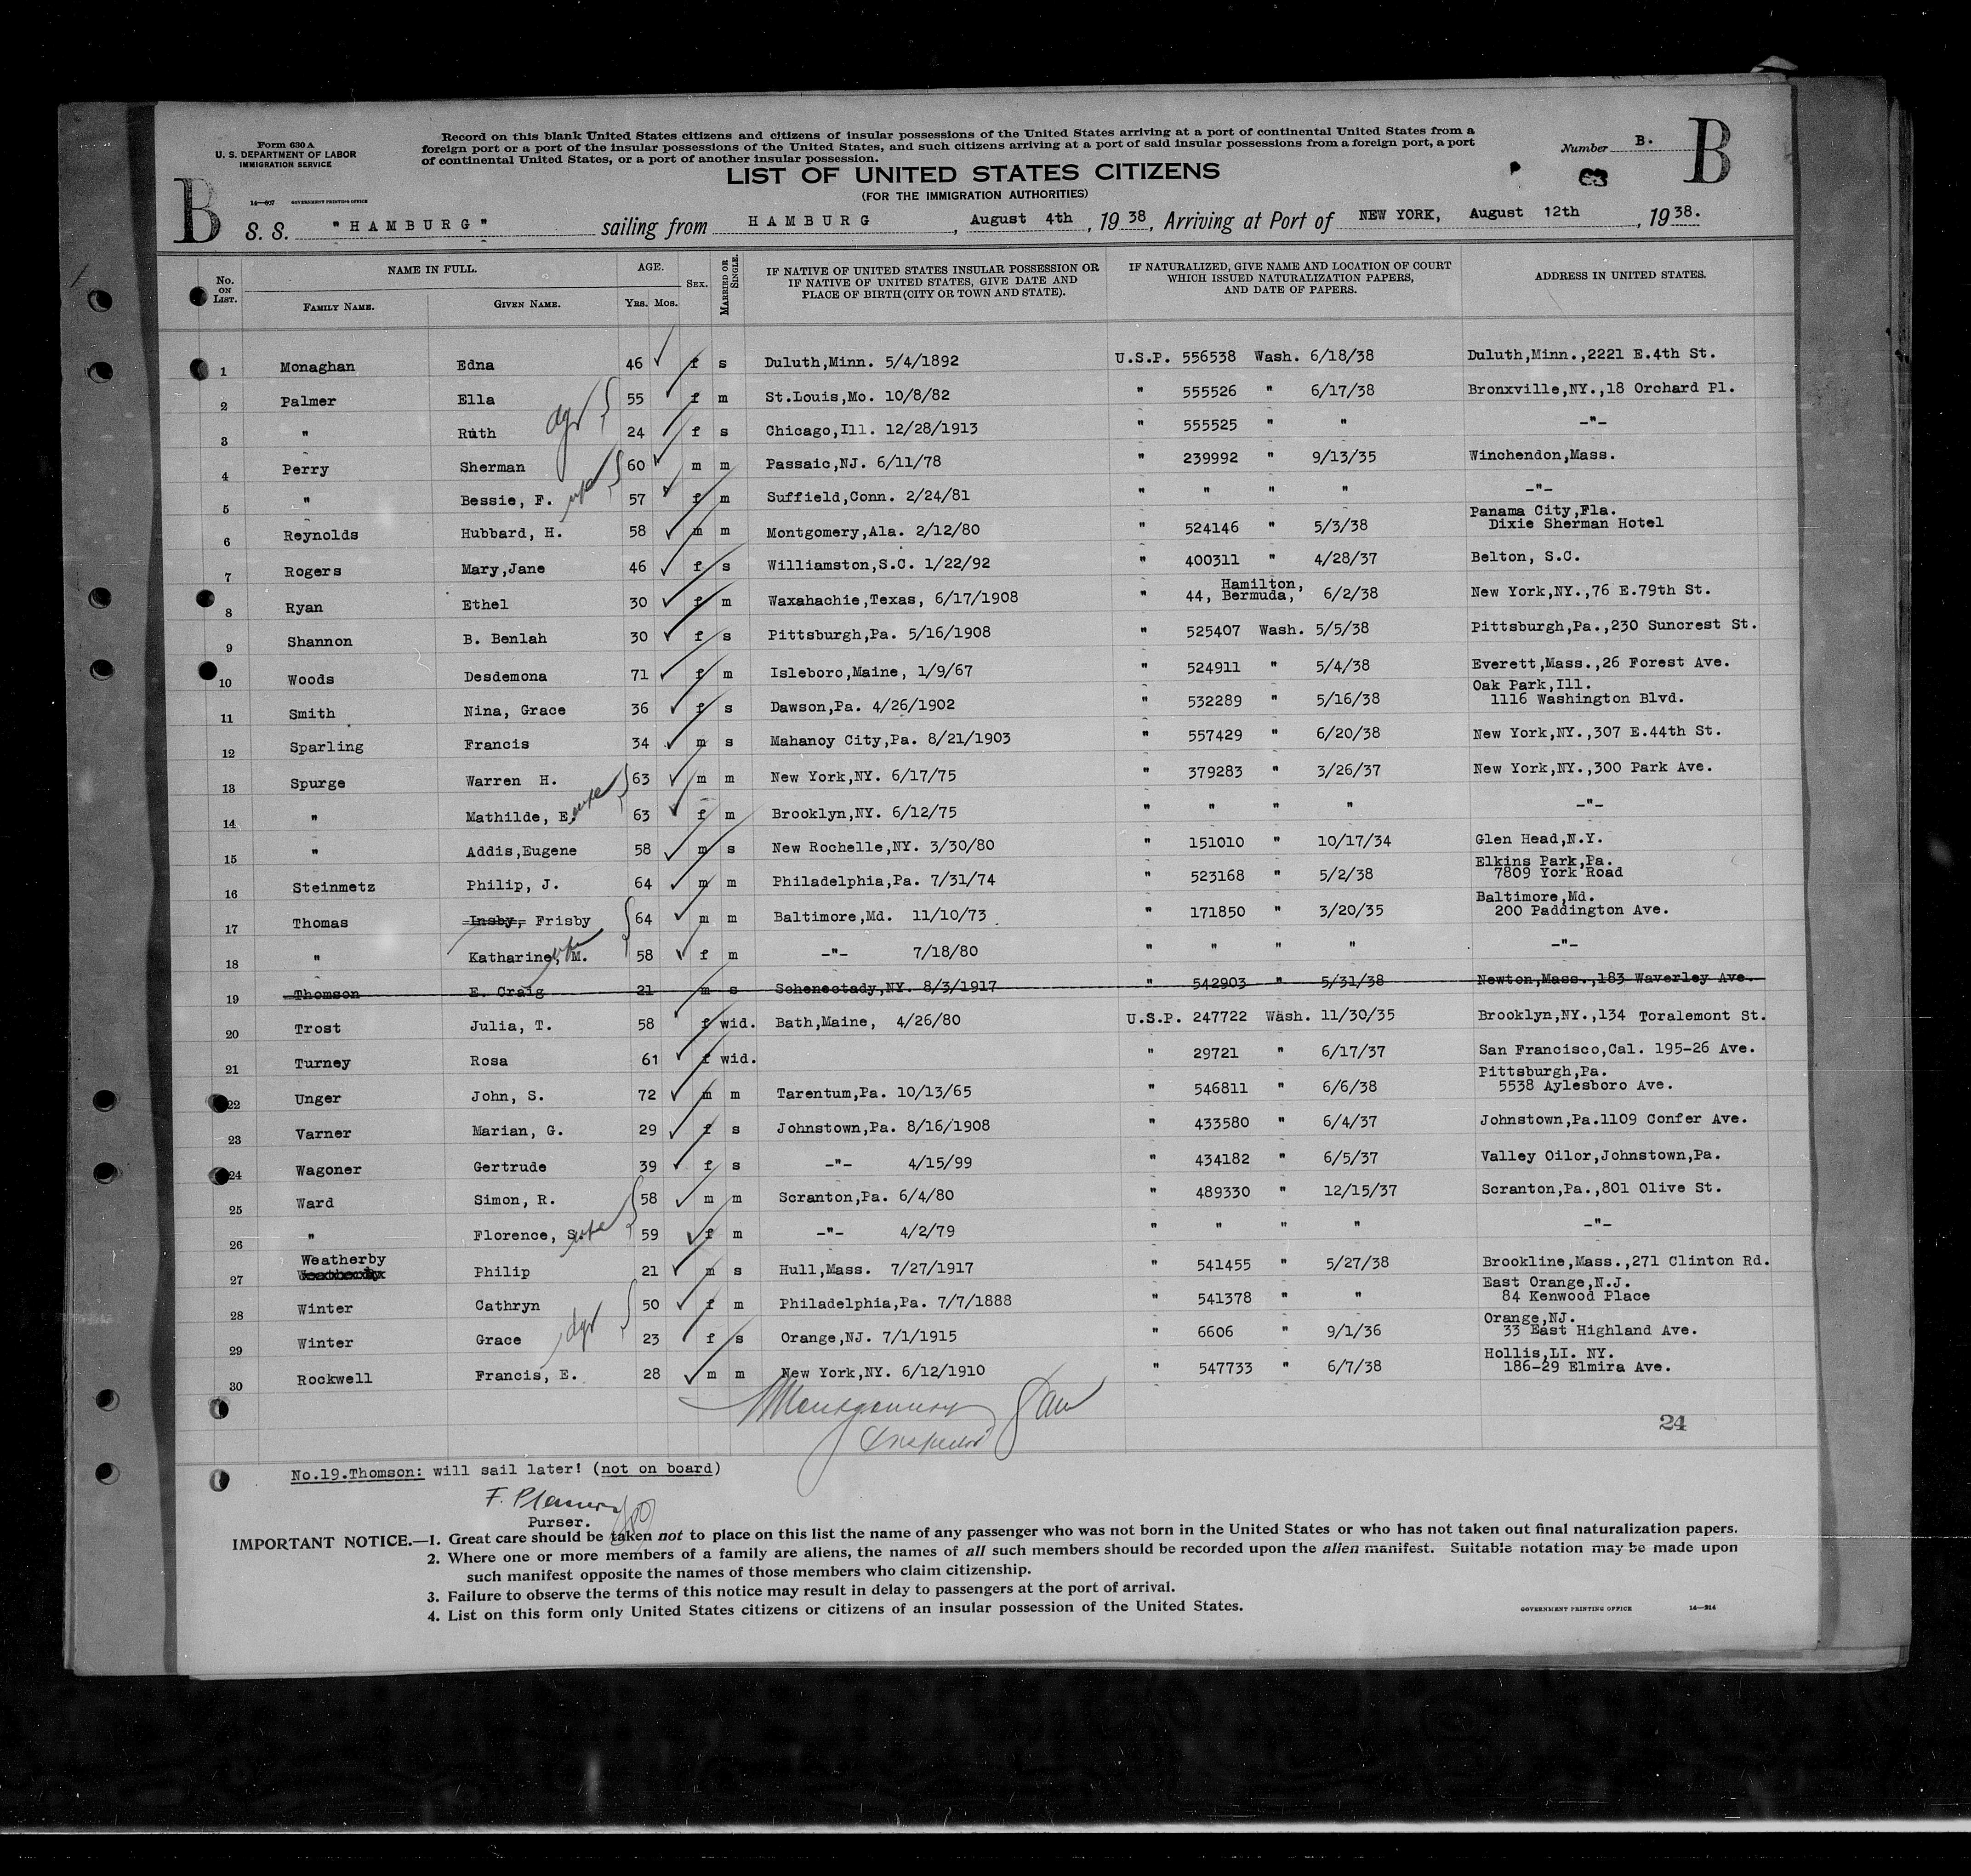 Form 630 A
U. S. DEPARTMENT OF LABOR
IMMIGRATION SERVICE
14—607 GOVERNMENT PRINTING OFFICE
Record on this blank United States citizens and citizens of insular possessions of the United States arriving at a port of continental United States from a
foreign port or a port of the insular possessions of the United States, and such citizens arriving at a port of said insular possessions from a foreign port, a port
of continental United States, or a port of another insular possession.
Number B.
B
B
LIST OF UNITED STATES CITIZENS
(FOR THE IMMIGRATION AUTHORITIES)
S. S. "HAMBURG" sailing from HAMBURG, August 4th, 1938, Arriving at Port of NEW YORK, August 12th, 1938.
No. ON LIST. NAME IN FULL. FAMILY NAME. GIVEN NAME. AGE. YRS. MOS. SEX. MARRIED OR SINGLE. IF NATIVE OF UNITED STATES INSULAR POSSESSION OR IF NATIVE OF UNITED STATES, GIVE DATE AND PLACE OF BIRTH (CITY OR TOWN AND STATE). IF NATURALIZED, GIVE NAME AND LOCATION OF COURT WHICH ISSUED NATURALIZATION PAPERS, AND DATE OF PAPERS. ADDRESS IN UNITED STATES.
1 Monaghan Edna 46 f s Duluth,Minn. 5/4/1892 U.S.P. 556538 Wash. 6/18/38 Duluth,Minn.,2221 E.4th St.
2 Palmer Ella 55 f m St.Louis,Mo. 10/8/82 " 555526 " 6/17/38 Bronxville,NY.,18 Orchard Pl.
3 " Ruth dgr 24 f s Chicago,Ill. 12/28/1913 " 555525 " " -"-
4 Perry Sherman 60 m m Passaic,NJ. 6/11/78 " 239992 " 9/13/35 Winchendon,Mass.
5 " Bessie, F. wife 57 f m Suffield,Conn. 2/24/81 " " " " -"-
6 Reynolds Hubbard, H. 58 m m Montgomery,Ala. 2/12/80 " 524146 " 5/3/38 Panama City,Fla. Dixie Sherman Hotel
7 Rogers Mary,Jane 46 f s Williamston,S.C. 1/22/92 " 400311 " 4/28/37 Belton, S.C.
8 Ryan Ethel 30 f m Waxahachie,Texas, 6/17/1908 " 44, Hamilton, Bermuda, 6/2/38 New York,NY.,76 E.79th St.
9 Shannon B. Benlah 30 f s Pittsburgh,Pa. 5/16/1908 " 525407 Wash. 5/5/38 Pittsburgh,Pa.,230 Suncrest St.
10 Woods Desdemona 71 f m Isleboro,Maine, 1/9/67 " 524911 " 5/4/38 Everett,Mass.,26 Forest Ave.
11 Smith Nina, Grace 36 f s Dawson,Pa. 4/26/1902 " 532289 " 5/16/38 Oak Park,Ill. 1116 Washington Blvd.
12 Sparling Francis 34 m s Mahanoy City,Pa. 8/21/1903 " 557429 " 6/20/38 New York,NY.,307 E.44th St.
13 Spurge Warren H. 63 m m New York,NY. 6/17/75 " 379283 " 3/26/37 New York,NY.,300 Park Ave.
14 " Mathilde, E. wife 63 f m Brooklyn,NY. 6/12/75 " " " " -"-
15 " Addis,Eugene 58 m s New Rochelle,NY. 3/30/80 " 151010 " 10/17/34 Glen Head,N.Y.
16 Steinmetz Philip, J. 64 m m Philadelphia,Pa. 7/31/74 " 523168 " 5/2/38 Elkins Park,Pa. 7809 York Road
17 Thomas Insby, Frisby 64 m m Baltimore,Md. 11/10/73 " 171850 " 3/20/35 Baltimore,Md. 200 Paddington Ave.
18 " Katharine, M. wife 58 f m -"- 7/18/80 " " " -"-
19 Thomson E. Craig 21 m s Schenectady,NY. 8/3/1917 " 542903 " 5/31/38 Newton,Mass.,183 Waverley Ave.
20 Trost Julia, T. 58 f wid. Bath,Maine, 4/26/80 U.S.P. 247722 Wash. 11/30/35 Brooklyn,NY.,134 Toralemont St.
21 Turney Rosa 61 f wid. " 29721 " 6/17/37 San Francisco,Cal. 195-26 Ave.
22 Unger John, S. 72 m m Tarentum,Pa. 10/13/65 " 546811 " 6/6/38 Pittsburgh,Pa. 5538 Aylesboro Ave.
23 Varner Marian, G. 29 f s Johnstown,Pa. 8/16/1908 " 433580 " 6/4/37 Johnstown,Pa.1109 Confer Ave.
24 Wagoner Gertrude 39 f s -"- 4/15/99 " 434182 " 6/5/37 Valley Oilor,Johnstown,Pa.
25 Ward Simon, R. 58 m m Scranton,Pa. 6/4/80 " 489330 " 12/15/37 Scranton,Pa.,801 Olive St.
26 " Florence, S. wife 59 f m -"- 4/2/79 " " " " -"-
27 Weatherby Philip 21 m s Hull,Mass. 7/27/1917 " 541455 " 5/27/38 Brookline,Mass.,271 Clinton Rd.
28 Winter Cathryn 50 f m Philadelphia,Pa. 7/7/1888 " 541378 " " East Orange,N.J. 84 Kenwood Place
29 Winter Grace dgr 23 f s Orange,NJ. 7/1/1915 " 6606 " 9/1/36 Orange,NJ. 33 East Highland Ave.
30 Rockwell Francis, E. 28 m m New York,NY. 6/12/1910 " 547733 " 6/7/38 Hollis,LI. NY. 186-29 Elmira Ave.
Montgomery
Inspector
24
No.19.Thomson: will sail later! (not on board)
Purser.
IMPORTANT NOTICE.—1. Great care should be taken not to place on this list the name of any passenger who was not born in the United States or who has not taken out final naturalization papers.
2. Where one or more members of a family are aliens, the names of all such members should be recorded upon the alien manifest. Suitable notation may be made upon
such manifest opposite the names of those members who claim citizenship.
3. Failure to observe the terms of this notice may result in delay to passengers at the port of arrival.
4. List on this form only United States citizens or citizens of an insular possession of the United States.
GOVERNMENT PRINTING OFFICE 14—214